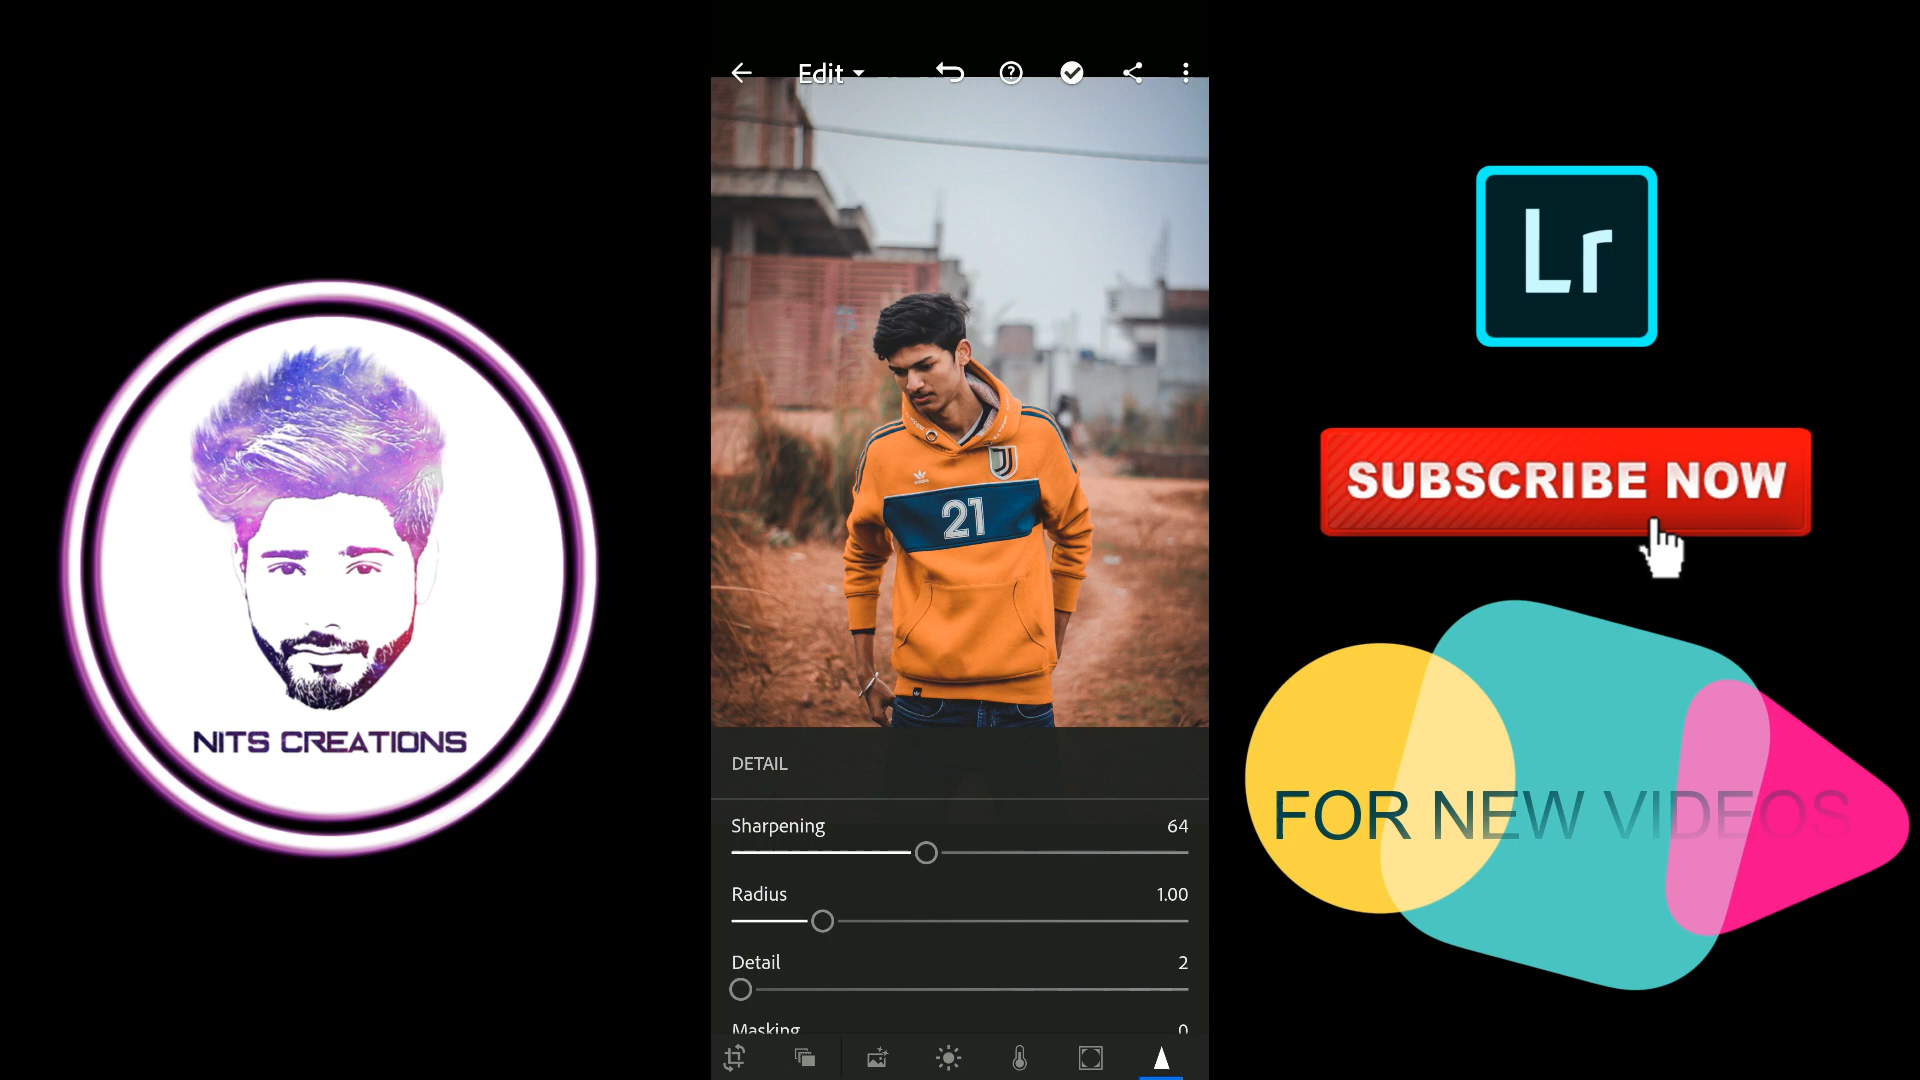 NITS CREATIONS
Edit
21
DETAIL
Sharpening 64
Radius 1.00
Detail 2
Masking 0
Lr
SUBSCRIBE NOW
FOR NEW VIDEOS